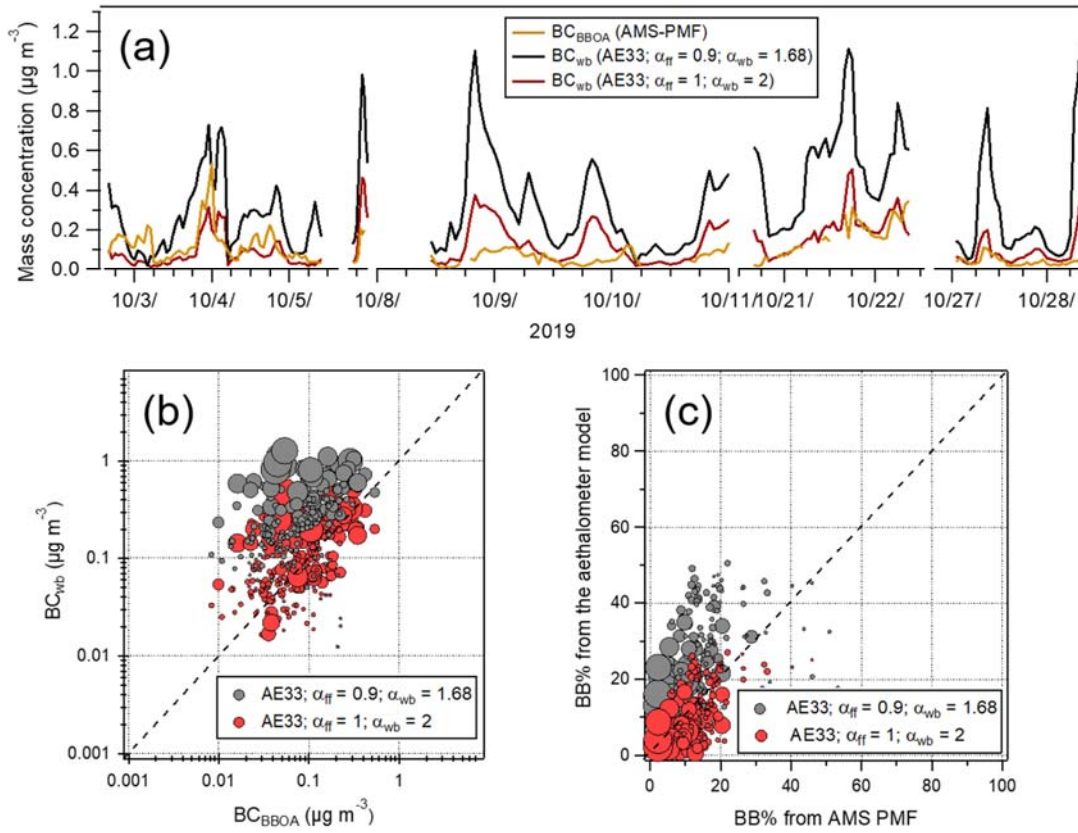 (a)
BC_BBOA (AMS-PMF)
BC_wb (AE33; α_ff = 0.9; α_wb = 1.68)
BC_wb (AE33; α_ff = 1; α_wb = 2)
Mass concentration (µg m⁻³)
1.2
1.0
0.8
0.6
0.4
0.2
0.0
10/3/ 10/4/ 10/5/ 10/8/ 10/9/ 10/10/ 10/11/ 10/21/ 10/22/ 10/27/ 10/28/
2019
(b)
BC_wb (µg m⁻³)
1
0.1
0.01
0.001
AE33; α_ff = 0.9; α_wb = 1.68
AE33; α_ff = 1; α_wb = 2
0.001 0.01 0.1 1
BC_BBOA (µg m⁻³)
(c)
BB% from the aethalometer model
100
80
60
40
20
0
AE33; α_ff = 0.9; α_wb = 1.68
AE33; α_ff = 1; α_wb = 2
0 20 40 60 80 100
BB% from AMS PMF